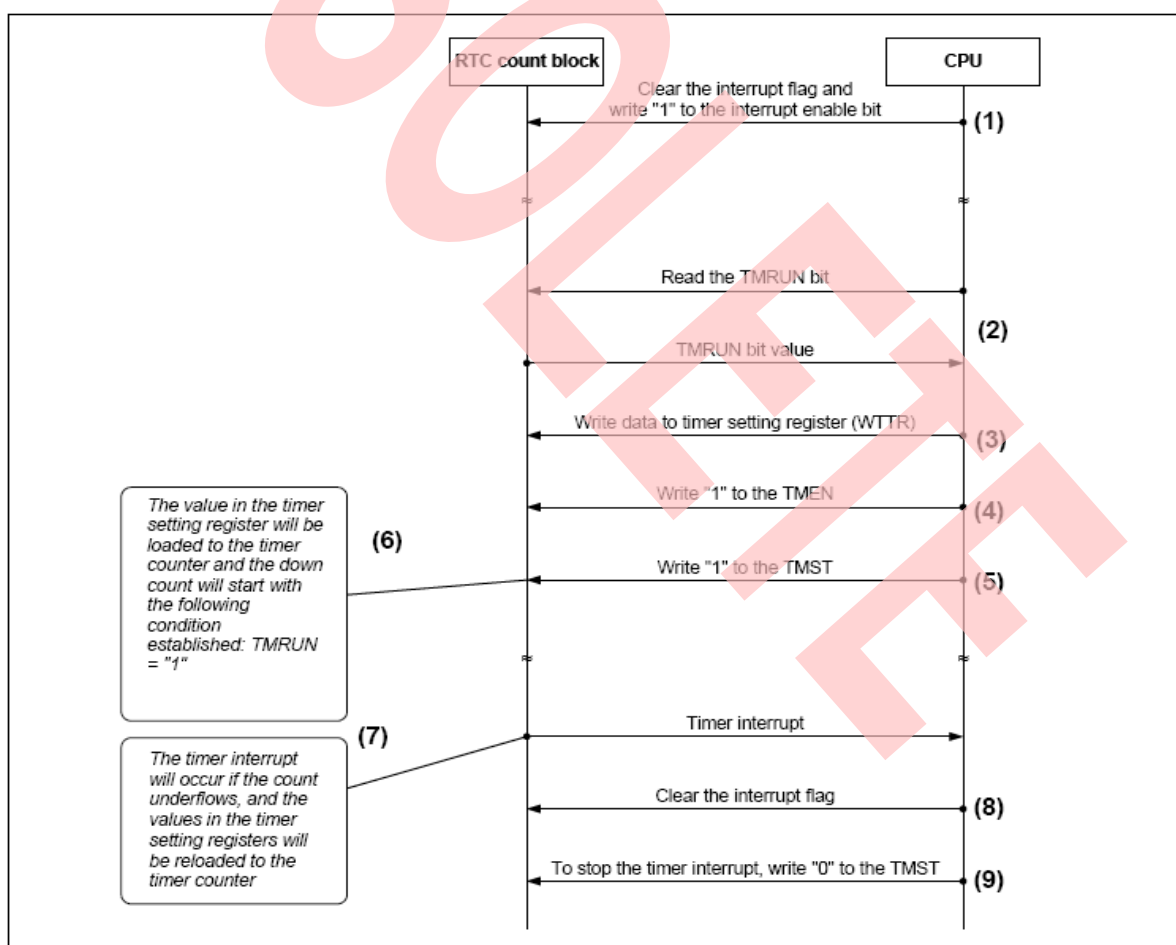 RTC count block
CPU
Clear the interrupt flag and
write "1" to the interrupt enable bit
(1)
≈
≈
Read the TMRUN bit
(2)
TMRUN bit value
Write data to timer setting register (WTTR)
(3)
Write "1" to the TMEN
(4)
The value in the timer
setting register will be
loaded to the timer
counter and the down
count will start with
the following
condition
established: TMRUN
= "1"
(6)
Write "1" to the TMST
(5)
≈
≈
(7)
Timer interrupt
The timer interrupt
will occur if the count
underflows, and the
values in the timer
setting registers will
be reloaded to the
timer counter
Clear the interrupt flag
(8)
To stop the timer interrupt, write "0" to the TMST
(9)
SOLETE